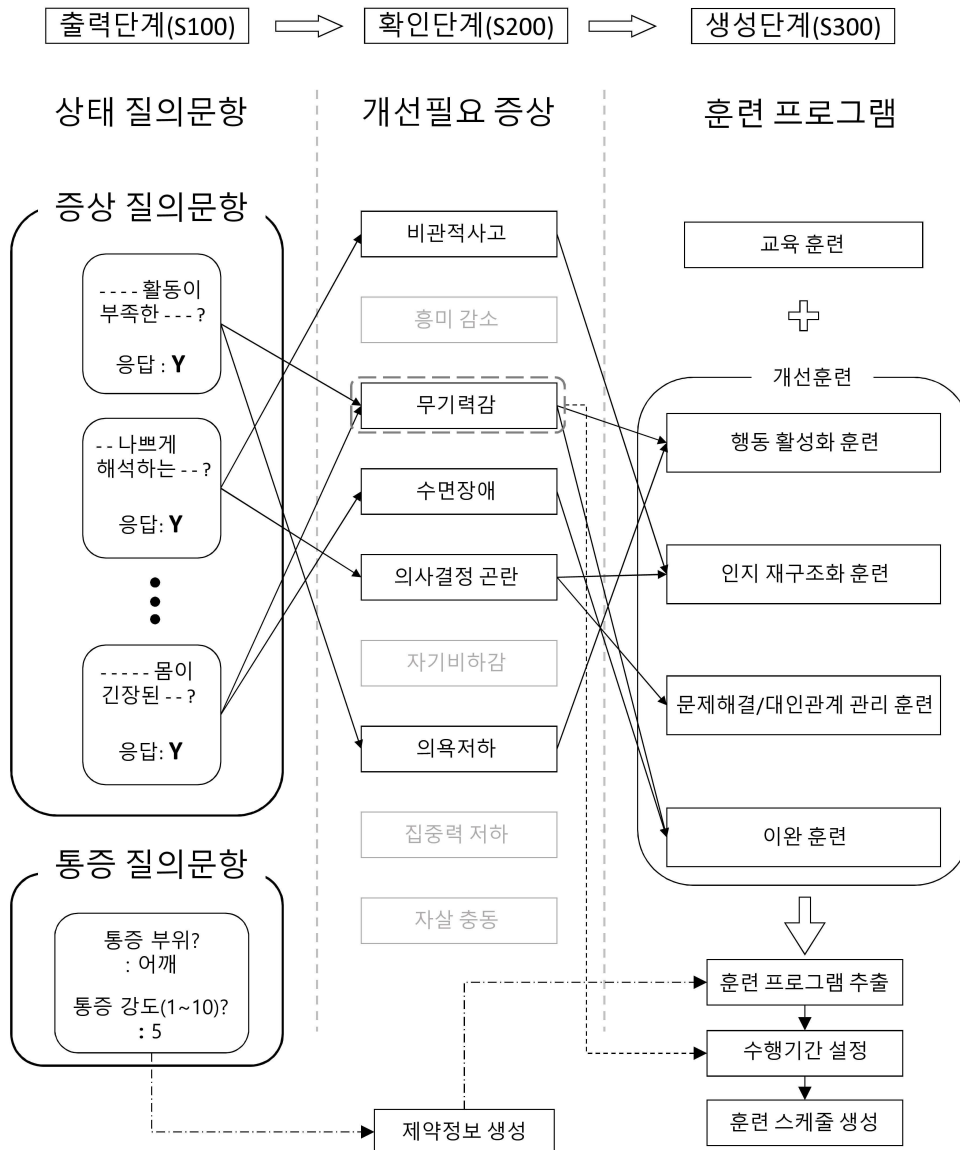 출력단계(S100)
확인단계(S200)
생성단계(S300)
상태 질의문항
개선필요 증상
훈련 프로그램
증상 질의문항
- - - - 활동이
부족한 - - - ?
응답 : Y
- - 나쁘게
해석하는 - - ?
응답: Y
- - - - - 몸이
긴장된 - - ?
응답: Y
통증 질의문항
통증 부위?
: 어깨
통증 강도(1~10)?
: 5
비관적사고
흥미 감소
무기력감
수면장애
의사결정 곤란
자기비하감
의욕저하
집중력 저하
자살 충동
제약정보 생성
교육 훈련
개선훈련
행동 활성화 훈련
인지 재구조화 훈련
문제해결/대인관계 관리 훈련
이완 훈련
훈련 프로그램 추출
수행기간 설정
훈련 스케줄 생성